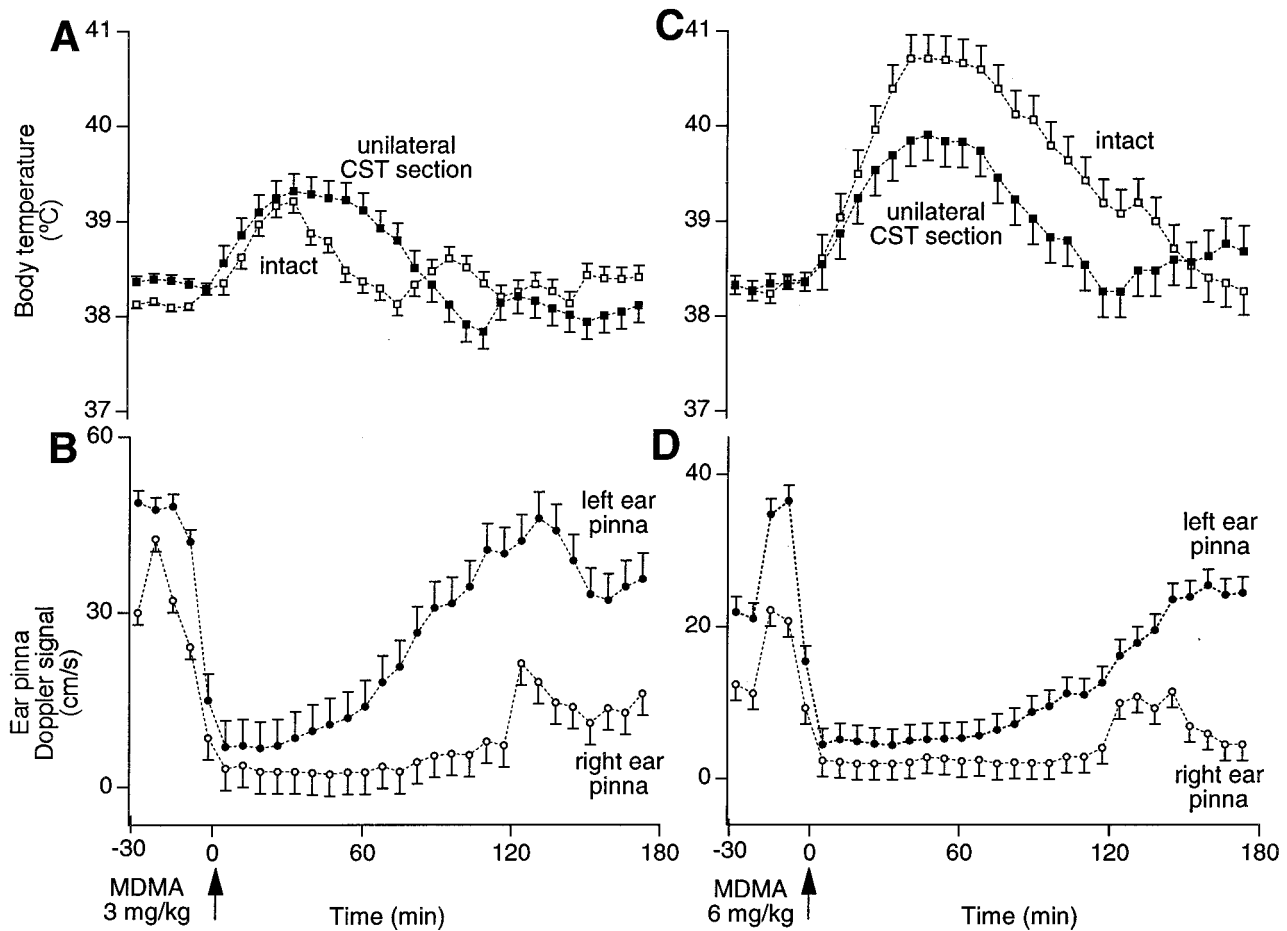 A
41
40
39
38
37
Body temperature
(ºC)
unilateral
CST section
intact
C
41
40
39
38
37
intact
unilateral
CST section
B
60
30
0
Ear pinna
Doppler signal
(cm/s)
left ear
pinna
right ear
pinna
-30 0 60 120 180
MDMA
3 mg/kg
Time (min)
D
40
20
0
left ear
pinna
right ear
pinna
-30 0 60 120 180
MDMA
6 mg/kg
Time (min)